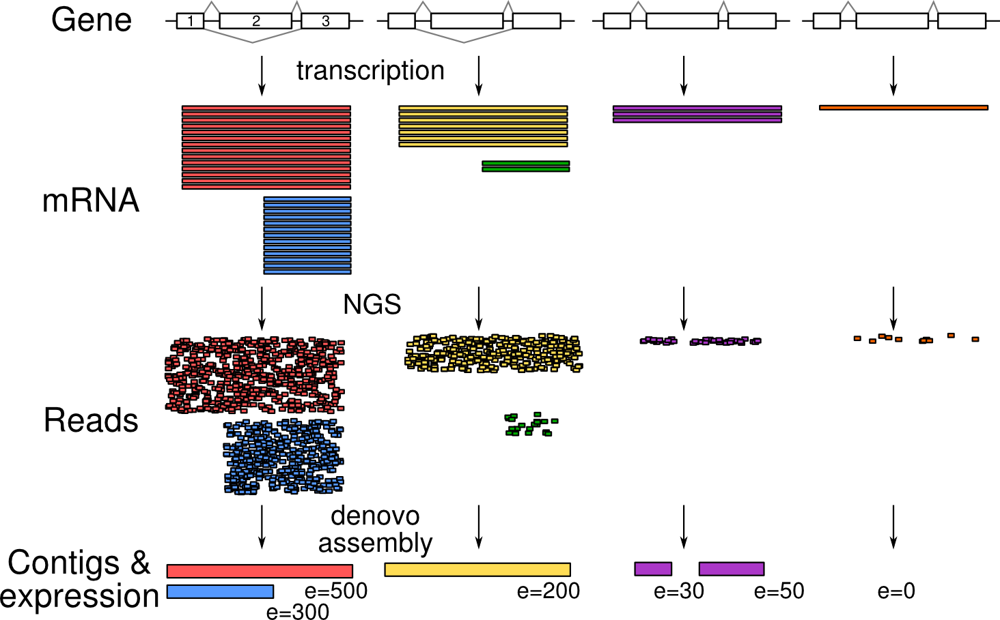 Gene
1 2 3
transcription
mRNA
NGS
Reads
denovo
assembly
Contigs &
expression
e=500
e=300
e=200
e=30
e=50
e=0